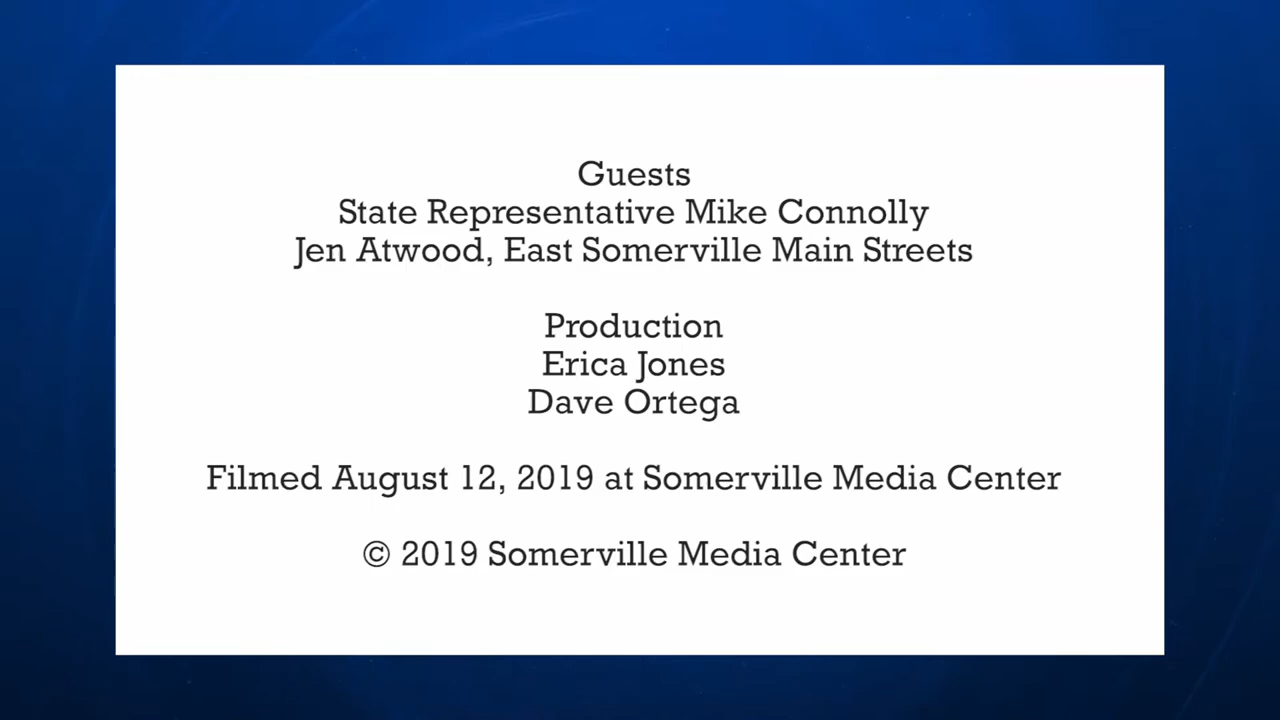 Guests
State Representative Mike Connolly
Jen Atwood, East Somerville Main Streets
Production
Erica Jones
Dave Ortega
Filmed August 12, 2019 at Somerville Media Center
© 2019 Somerville Media Center